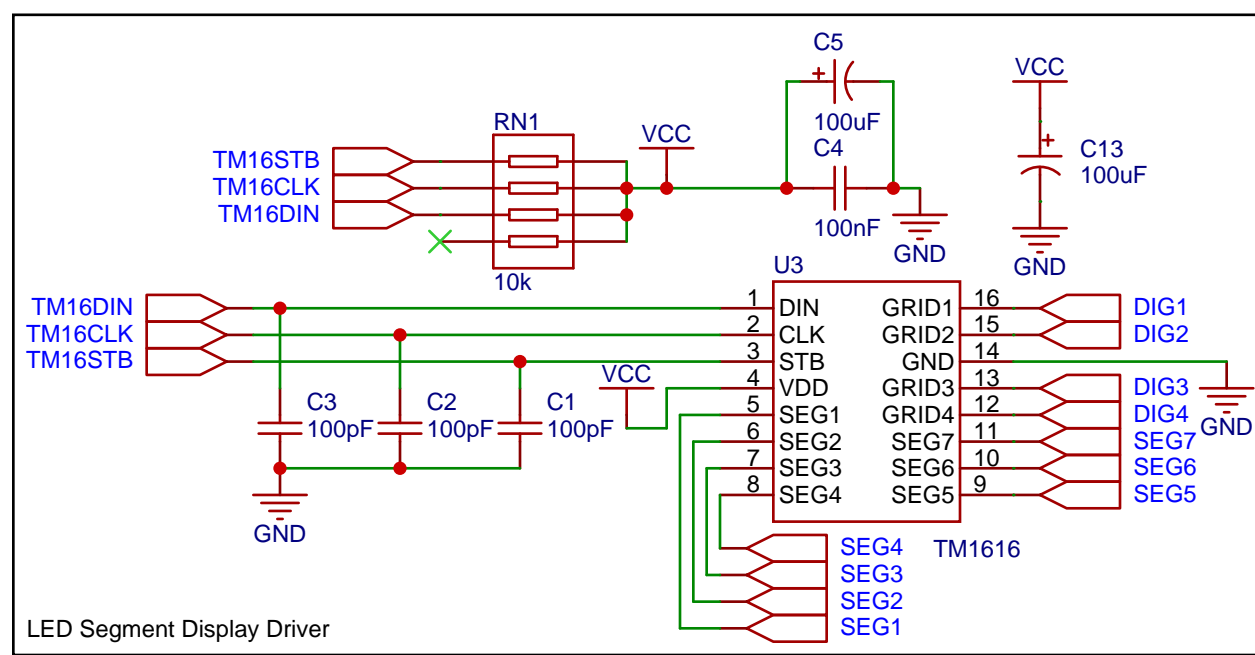 C5
100uF
C4
100nF
GND
VCC
C13
100uF
GND
RN1
VCC
TM16STB
TM16CLK
TM16DIN
10k
U3
TM16DIN
TM16CLK
TM16STB
VCC
C3
100pF
C2
100pF
C1
100pF
GND
1 DIN GRID1 16 DIG1
2 CLK GRID2 15 DIG2
3 STB GND 14
4 VDD GRID3 13 DIG3
5 SEG1 GRID4 12 DIG4
6 SEG2 SEG7 11 SEG7
7 SEG3 SEG6 10 SEG6
8 SEG4 SEG5 9 SEG5
GND
TM1616
SEG4
SEG3
SEG2
SEG1
LED Segment Display Driver